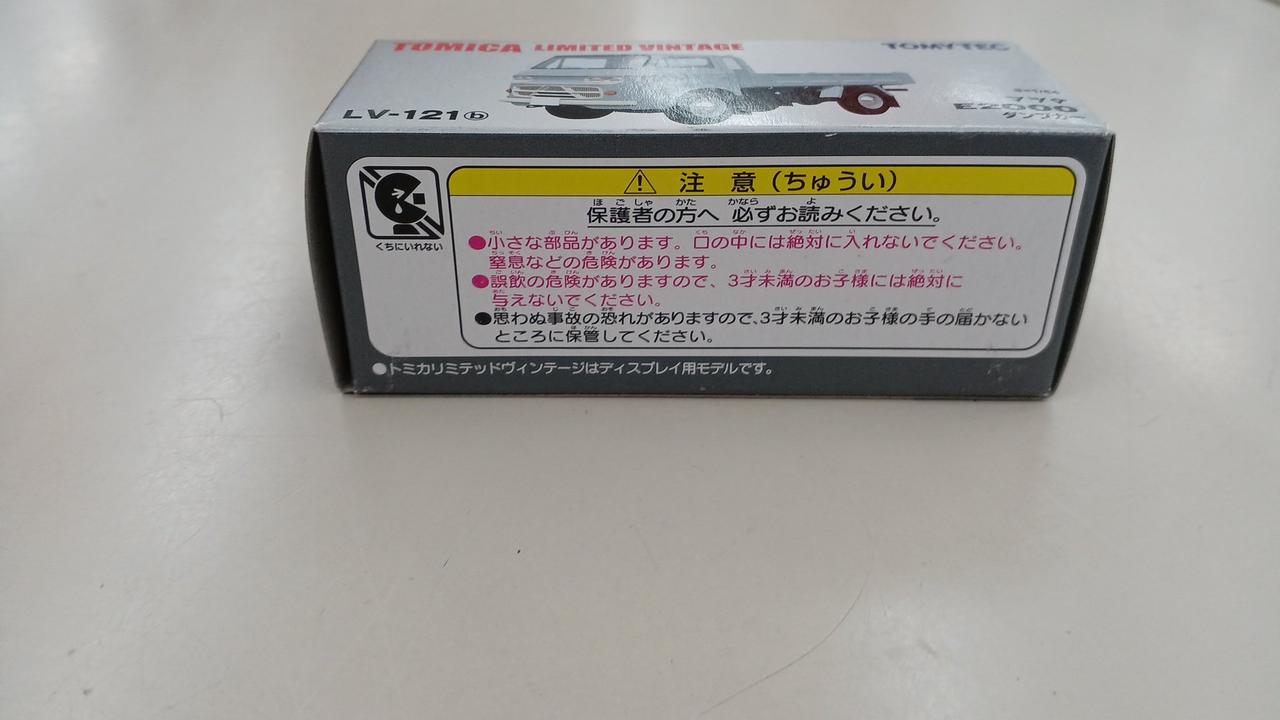 TOMICA LIMITED VINTAGE
TOMYTEC
LV-121ⓑ
マツダ
E2000
ダンプカー
くちにいれない
注意（ちゅうい）
保護者の方へ 必ずお読みください。
●小さな部品があります。口の中には絶対に入れないでください。
窒息などの危険があります。
●誤飲の危険がありますので、3才未満のお子様には絶対に
与えないでください。
●思わぬ事故の恐れがありますので、3才未満のお子様の手の届かない
ところに保管してください。
●トミカリミテッドヴィンテージはディスプレイ用モデルです。